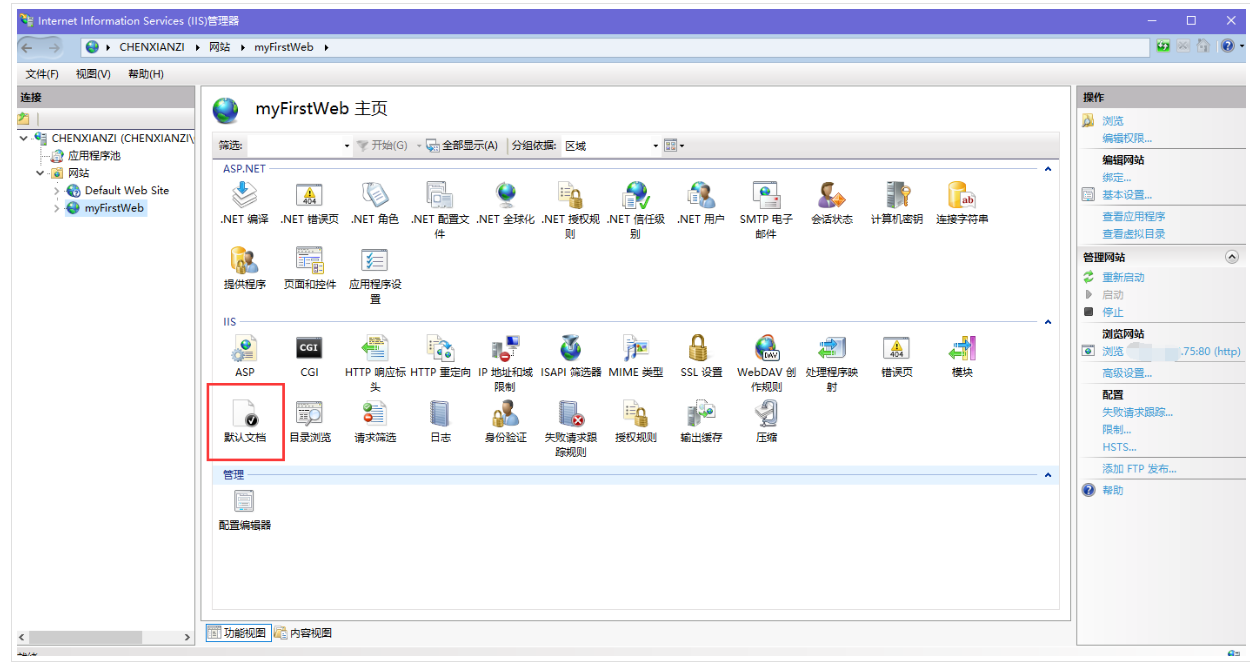 Internet Information Services (IIS)管理器
CHENXIANZI ▸ 网站 ▸ myFirstWeb ▸
文件(F) 视图(V) 帮助(H)
连接
CHENXIANZI (CHENXIANZI\
应用程序池
网站
Default Web Site
myFirstWeb
myFirstWeb 主页
筛选: 开始(G) 全部显示(A) 分组依据: 区域
ASP.NET
.NET 编译
.NET 错误页
.NET 角色
.NET 配置文
件
.NET 全球化
.NET 授权规
则
.NET 信任级
别
.NET 用户
SMTP 电子
邮件
会话状态
计算机密钥
连接字符串
提供程序
页面和控件
应用程序设
置
IIS
ASP
CGI
CGI
HTTP 响应标
头
HTTP 重定向
IP 地址和域
限制
ISAPI 筛选器
MIME 类型
SSL 设置
WebDAV 创
作规则
处理程序映
射
错误页
模块
默认文档
目录浏览
请求筛选
日志
身份验证
失败请求跟
踪规则
授权规则
输出缓存
压缩
管理
配置编辑器
功能视图
内容视图
操作
浏览
编辑权限...
编辑网站
绑定...
基本设置...
查看应用程序
查看虚拟目录
管理网站
重新启动
启动
停止
浏览网站
浏览 .75:80 (http)
高级设置...
配置
失败请求跟踪...
限制...
HSTS...
添加 FTP 发布...
帮助